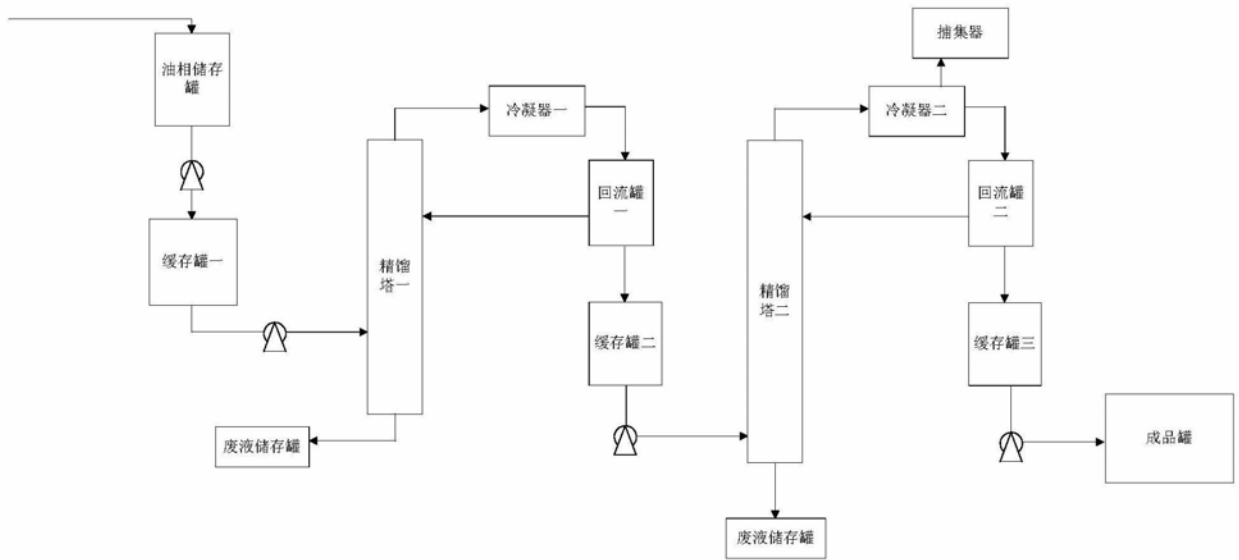 捕集器
油相储存
罐
冷凝器一
冷凝器二
回流罐
一
回流罐
二
缓存罐一
精馏
塔一
精馏
塔二
缓存罐二
缓存罐三
废液储存罐
成品罐
废液储存罐